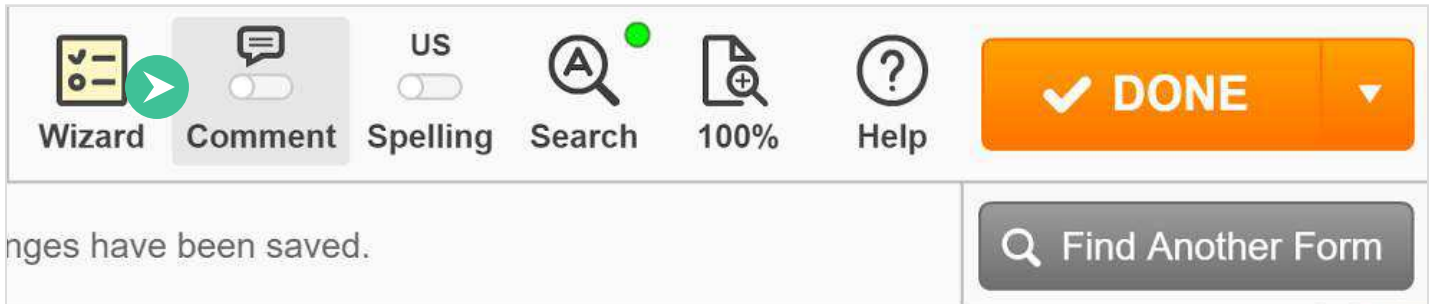 US
Wizard Comment Spelling Search 100% Help DONE
nges have been saved.
Find Another Form